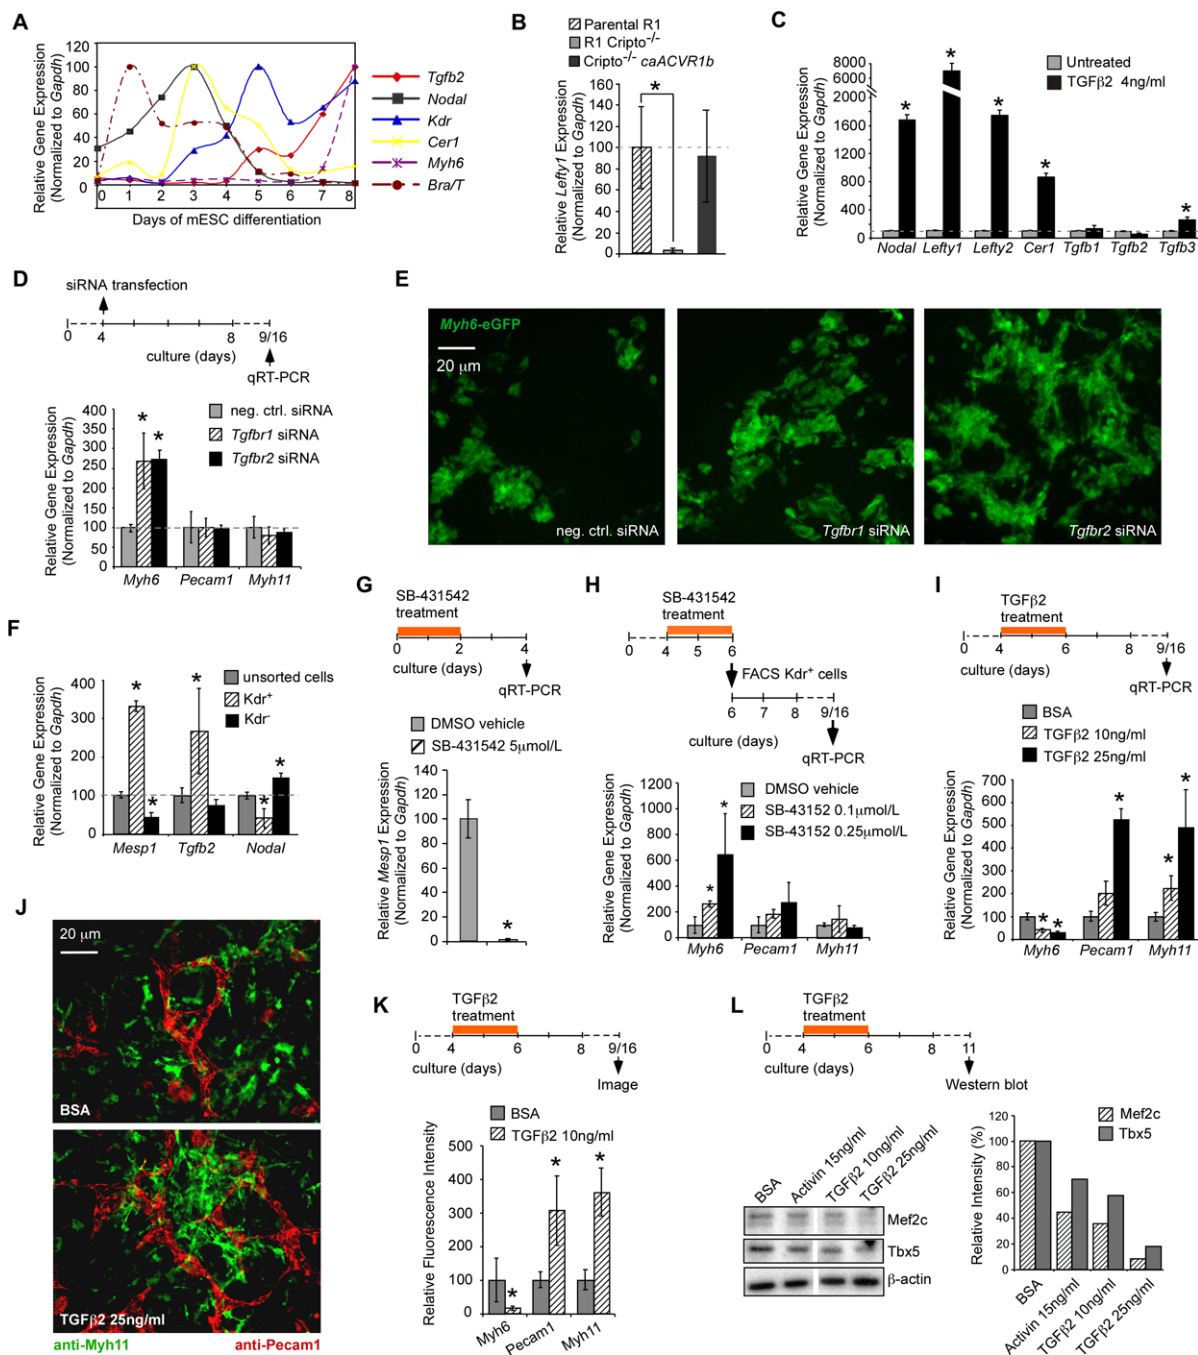 A
Relative Gene Expression
(Normalized to Gapdh)
120
100
80
60
40
20
0
0 1 2 3 4 5 6 7 8
Days of mESC differentiation
Tgfb2
Nodal
Kdr
Cer1
Myh6
Bra/T
B
Parental R1
R1 Cripto-/-
Cripto-/- caACVR1b
Relative Lefty1 Expression
(Normalized to Gapdh)
160
140
120
100
80
60
40
20
0
*
C
Untreated
TGFβ2 4ng/ml
Relative Gene Expression
(Normalized to Gapdh)
8000
6000
2000
1800
1400
1000
600
200
* * * * *
Nodal Lefty1 Lefty2 Cer1 Tgfb1 Tgfb2 Tgfb3
D
siRNA transfection
0 4 8 9/16
culture (days)
qRT-PCR
neg. ctrl. siRNA
Tgfbr1 siRNA
Tgfbr2 siRNA
Relative Gene Expression
(Normalized to Gapdh)
400
350
300
250
200
150
100
50
0
* *
Myh6 Pecam1 Myh11
E
Myh6-eGFP
20 µm
neg. ctrl. siRNA
Tgfbr1 siRNA
Tgfbr2 siRNA
F
unsorted cells
Kdr+
Kdr-
Relative Gene Expression
(Normalized to Gapdh)
400
300
200
100
0
* * * * *
Mesp1 Tgfb2 Nodal
G
SB-431542
treatment
0 2 4
culture (days)
qRT-PCR
DMSO vehicle
SB-431542 5µmol/L
Relative Mesp1 Expression
(Normalized to Gapdh)
140
120
100
80
60
40
20
0
*
H
SB-431542
treatment
0 4 5 6
culture (days)
FACS Kdr+ cells
6 7 8 9/16
culture (days)
qRT-PCR
DMSO vehicle
SB-43152 0.1µmol/L
SB-43152 0.25µmol/L
Relative Gene Expression
(Normalized to Gapdh)
1200
1000
800
600
400
200
0
* *
Myh6 Pecam1 Myh11
I
TGFβ2
treatment
0 4 6 8 9/16
culture (days)
qRT-PCR
BSA
TGFβ2 10ng/ml
TGFβ2 25ng/ml
Relative Gene Expression
(Normalized to Gapdh)
700
600
500
400
300
200
100
0
* * * * *
Myh6 Pecam1 Myh11
J
20 µm
BSA
TGFβ2 25ng/ml
anti-Myh11 anti-Pecam1
K
TGFβ2
treatment
0 4 6 8 9/16
culture (days)
Image
BSA
TGFβ2 10ng/ml
Relative Fluorescence Intensity
500
400
300
200
100
0
* * *
Myh6 Pecam1 Myh11
L
TGFβ2
treatment
0 4 6 8 11
culture (days)
Western blot
BSA
Activin 15ng/ml
TGFβ2 10ng/ml
TGFβ2 25ng/ml
Mef2c
Tbx5
β-actin
Mef2c
Tbx5
Relative Intensity (%)
120
100
80
60
40
20
0
BSA
Activin 15ng/ml
TGFβ2 10ng/ml
TGFβ2 25ng/ml